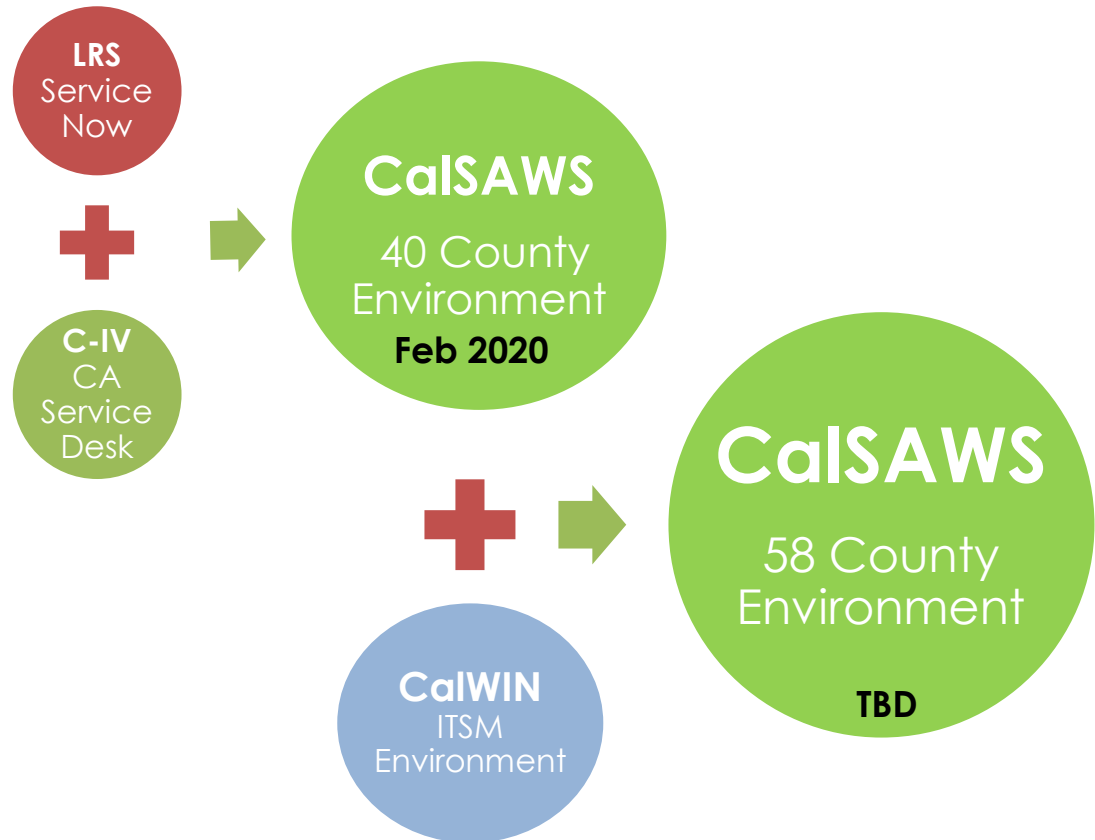 LRS
Service
Now
C-IV
CA
Service
Desk
CalSAWS
40 County
Environment
Feb 2020
CalWIN
ITSM
Environment
CalSAWS
58 County
Environment
TBD